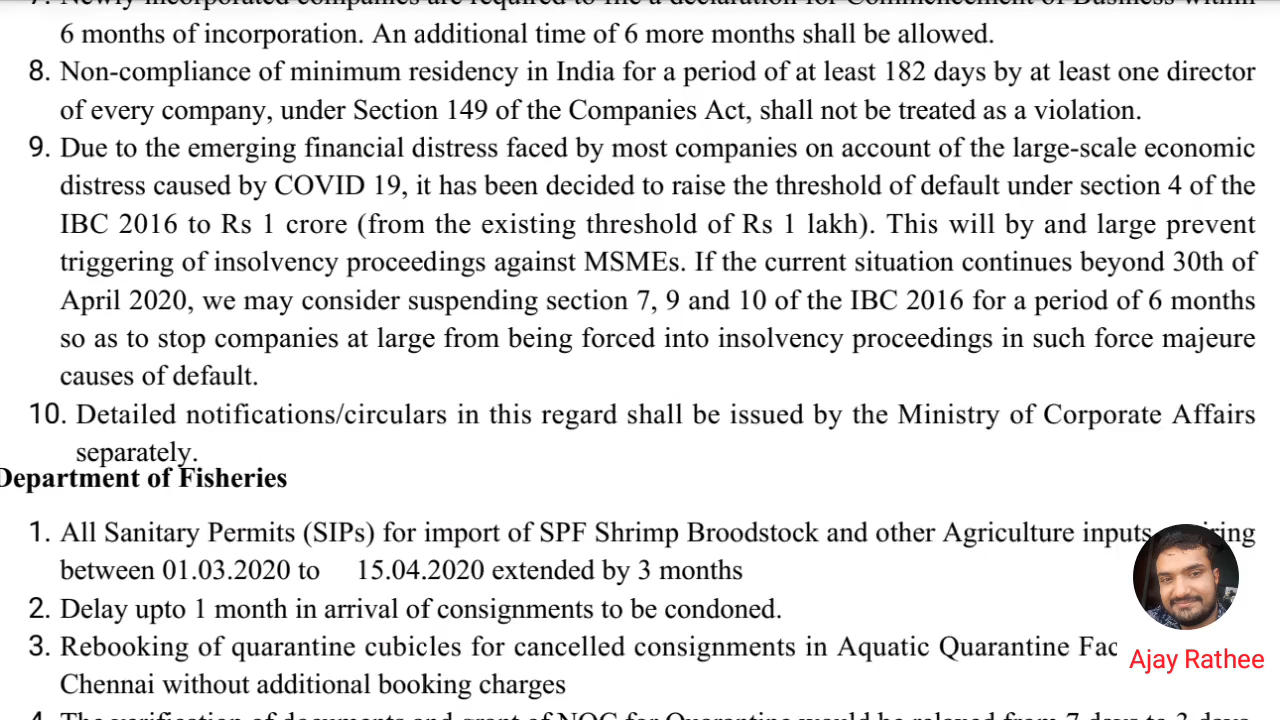 6 months of incorporation. An additional time of 6 more months shall be allowed.
8. Non-compliance of minimum residency in India for a period of at least 182 days by at least one director
of every company, under Section 149 of the Companies Act, shall not be treated as a violation.
9. Due to the emerging financial distress faced by most companies on account of the large-scale economic
distress caused by COVID 19, it has been decided to raise the threshold of default under section 4 of the
IBC 2016 to Rs 1 crore (from the existing threshold of Rs 1 lakh). This will by and large prevent
triggering of insolvency proceedings against MSMEs. If the current situation continues beyond 30th of
April 2020, we may consider suspending section 7, 9 and 10 of the IBC 2016 for a period of 6 months
so as to stop companies at large from being forced into insolvency proceedings in such force majeure
causes of default.
10. Detailed notifications/circulars in this regard shall be issued by the Ministry of Corporate Affairs
separately.
Department of Fisheries
1. All Sanitary Permits (SIPs) for import of SPF Shrimp Broodstock and other Agriculture inputs
between 01.03.2020 to 15.04.2020 extended by 3 months
2. Delay upto 1 month in arrival of consignments to be condoned.
3. Rebooking of quarantine cubicles for cancelled consignments in Aquatic Quarantine Fac
Chennai without additional booking charges
Ajay Rathee